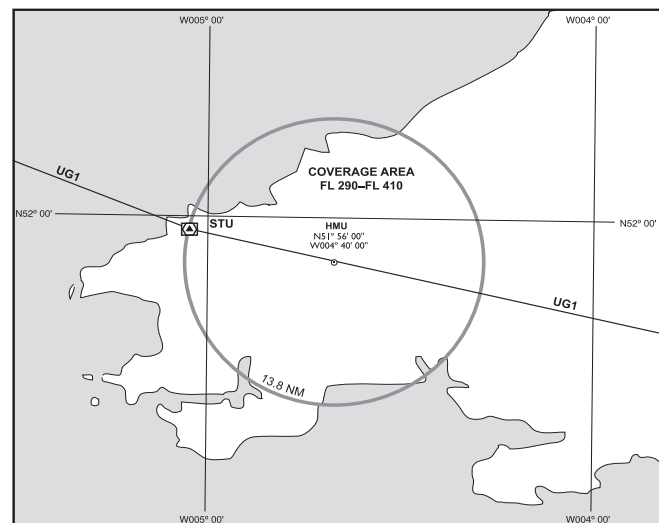 W005° 00'
W004° 00'
UG1
COVERAGE AREA
FL 290–FL 410
N52° 00'
STU
HMU
N51° 56' 00"
W004° 40' 00"
N52° 00'
UG1
13.8 NM
W005° 00'
W004° 00'